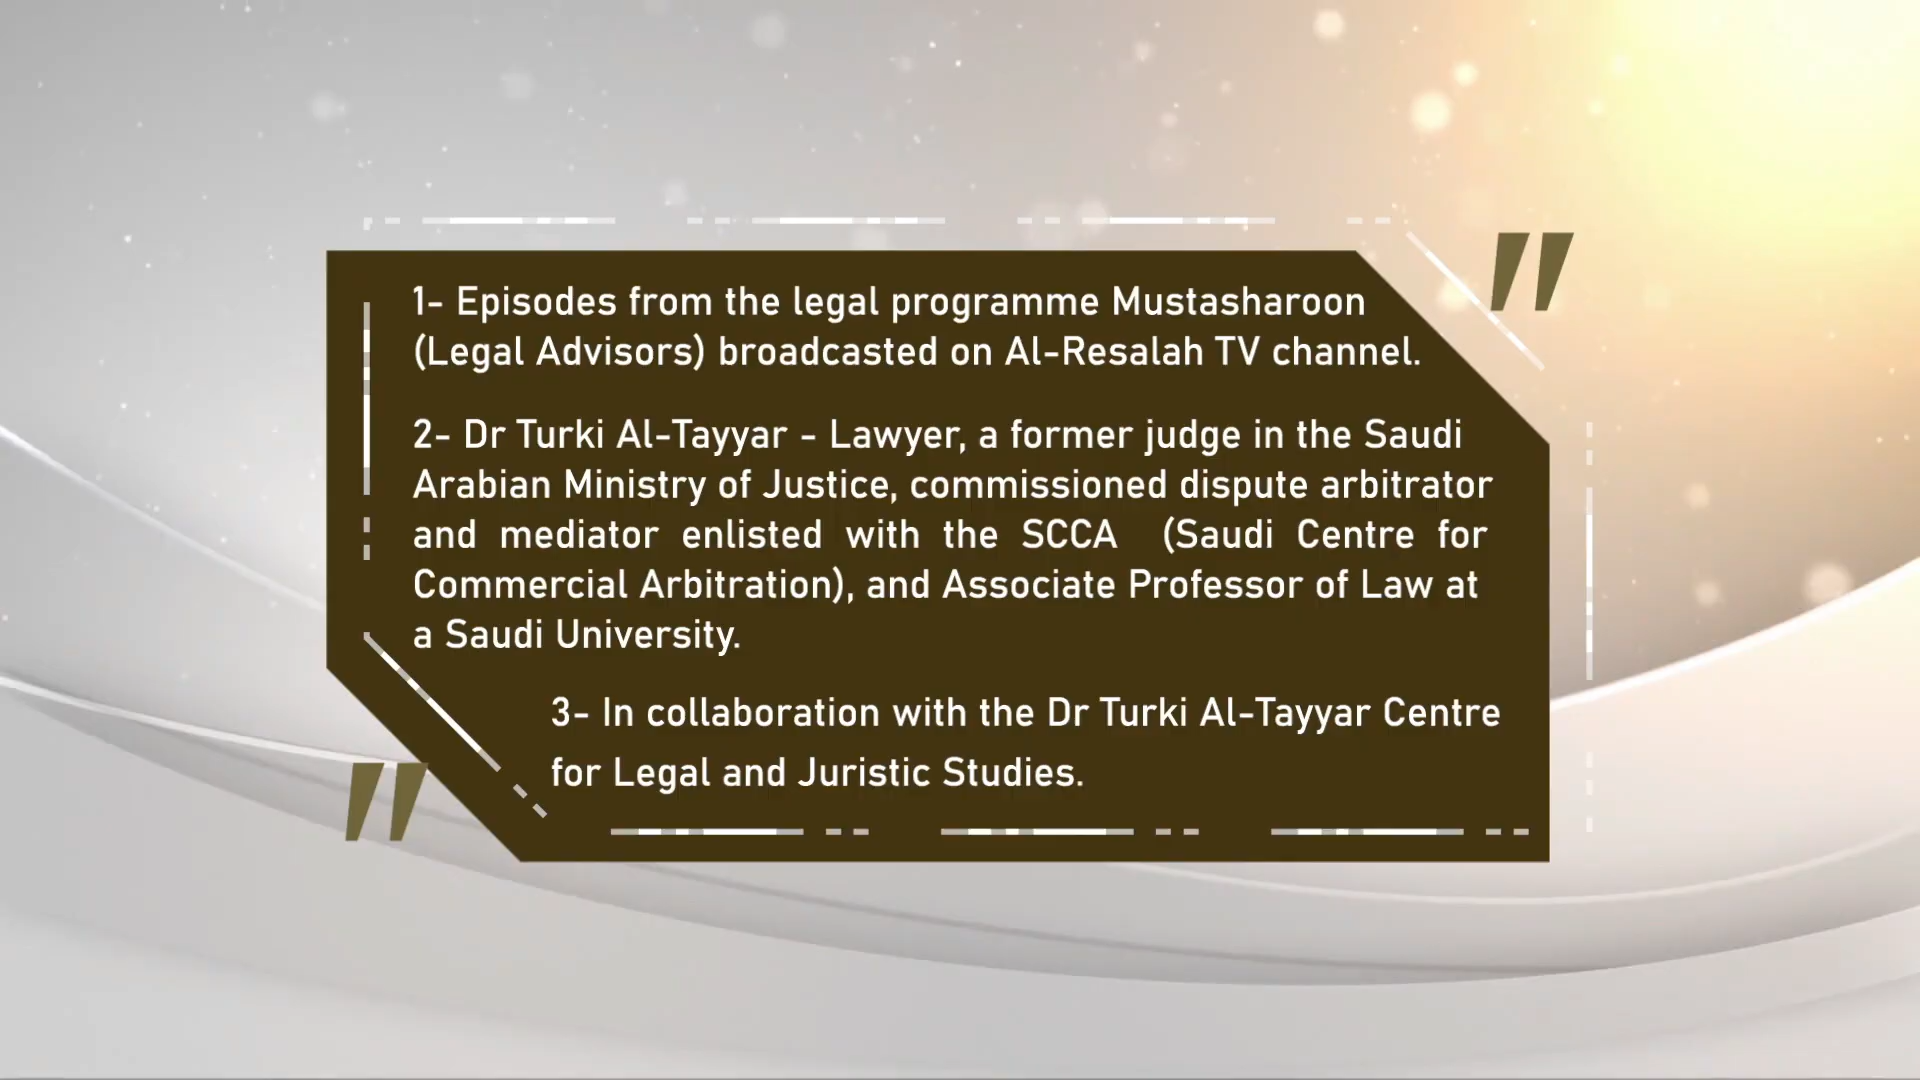 1- Episodes from the legal programme Mustasharoon
(Legal Advisors) broadcasted on Al-Resalah TV channel.
2- Dr Turki Al-Tayyar - Lawyer, a former judge in the Saudi
Arabian Ministry of Justice, commissioned dispute arbitrator
and mediator enlisted with the SCCA (Saudi Centre for
Commercial Arbitration), and Associate Professor of Law at
a Saudi University.
3- In collaboration with the Dr Turki Al-Tayyar Centre
for Legal and Juristic Studies.